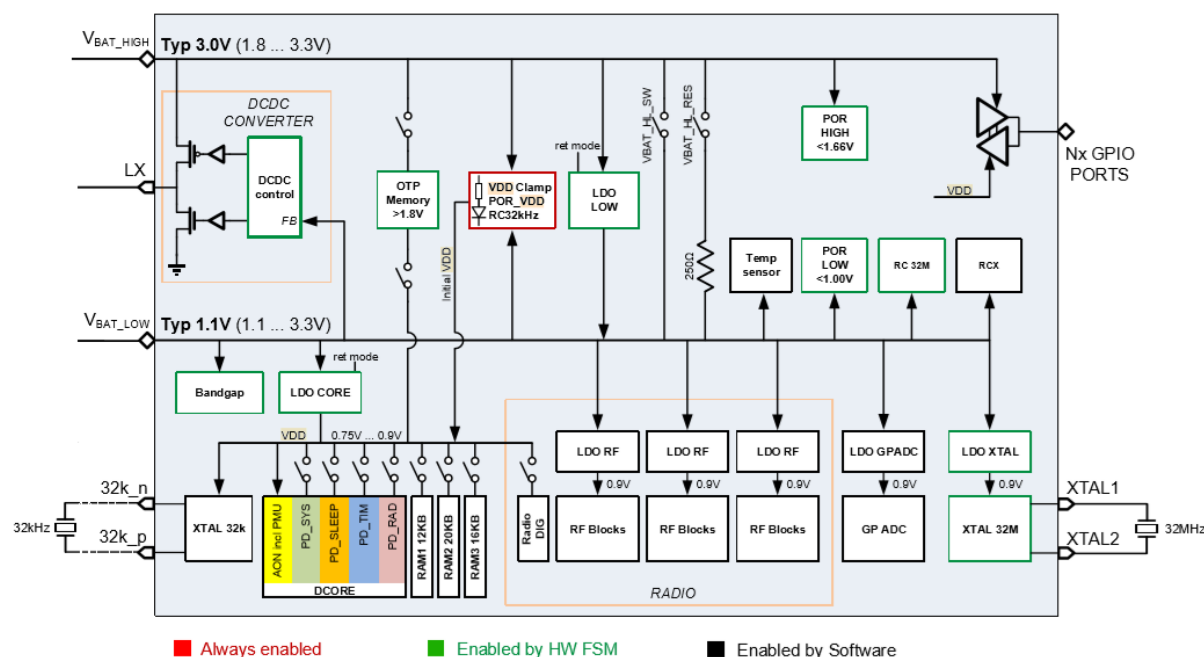 V_BAT_HIGH
Typ 3.0V (1.8 ... 3.3V)
DCDC
CONVERTER
DCDC
control
FB
LX
OTP
Memory
>1.8V
VDD Clamp
POR_VDD
RC32kHz
Initial VDD
ret mode
LDO
LOW
VBAT_HL_SW
VBAT_HL_RES
250Ω
POR
HIGH
<1.66V
VDD
Nx GPIO
PORTS
Temp
sensor
POR
LOW
<1.00V
RC 32M
RCX
V_BAT_LOW
Typ 1.1V (1.1 ... 3.3V)
Bandgap
ret mode
LDO CORE
VDD
0.75V ... 0.9V
LDO RF
LDO RF
LDO RF
LDO GPADC
LDO XTAL
0.9V
0.9V
0.9V
0.9V
0.9V
32k_n
32kHz
32k_p
XTAL 32k
AON incl PMU
PD_SYS
PD_SLEEP
PD_TIM
PD_RAD
DCORE
RAM1 12KB
RAM2 20KB
RAM3 16KB
Radio
DIG
RF Blocks
RF Blocks
RF Blocks
RADIO
GP ADC
XTAL 32M
XTAL1
32MHz
XTAL2
Always enabled
Enabled by HW FSM
Enabled by Software